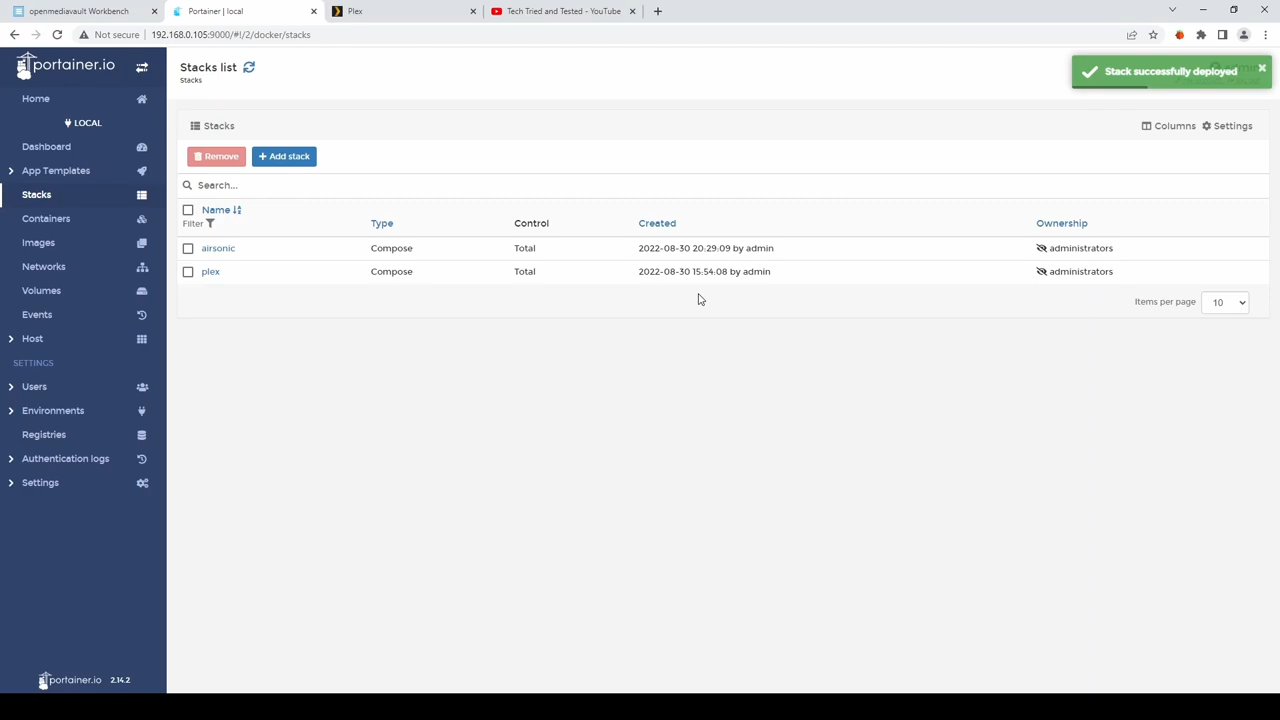 openmediavault Workbench
Portainer | local
Plex
Tech Tried and Tested - YouTube
Not secure
192.168.0.105:9000/#!/2/docker/stacks
portainer.io
Home
LOCAL
Dashboard
App Templates
Stacks
Containers
Images
Networks
Volumes
Events
Host
SETTINGS
Users
Environments
Registries
Authentication logs
Settings
portainer.io 2.14.2
Stacks list
Stacks
Stack successfully deployed
Stacks
Columns Settings
Remove Add stack
Search...
Name
Filter Type Control Created Ownership
airsonic Compose Total 2022-08-30 20:29:09 by admin administrators
plex Compose Total 2022-08-30 15:54:08 by admin administrators
Items per page 10